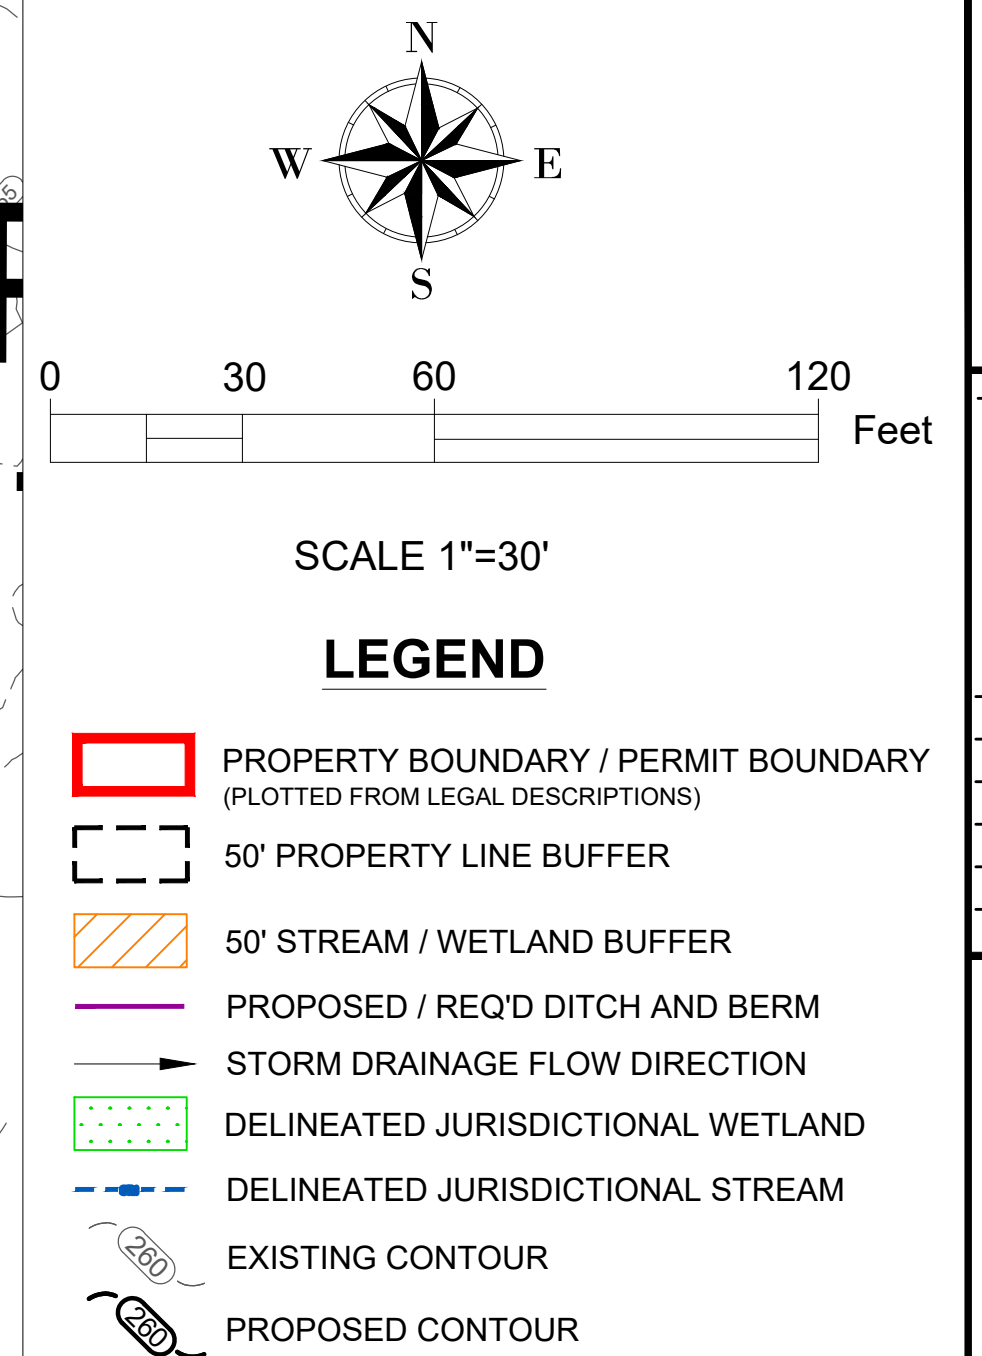 N
W E
S
0 30 60 120
Feet
SCALE 1"=30'
LEGEND
PROPERTY BOUNDARY / PERMIT BOUNDARY
(PLOTTED FROM LEGAL DESCRIPTIONS)
50' PROPERTY LINE BUFFER
50' STREAM / WETLAND BUFFER
PROPOSED / REQ'D DITCH AND BERM
STORM DRAINAGE FLOW DIRECTION
DELINEATED JURISDICTIONAL WETLAND
DELINEATED JURISDICTIONAL STREAM
260 EXISTING CONTOUR
260 PROPOSED CONTOUR